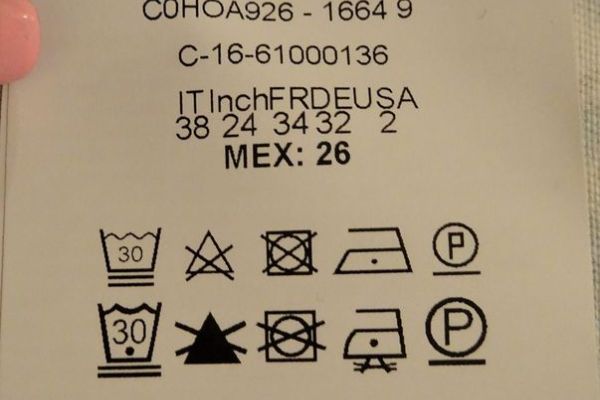 C0HOA926 - 1664 9
C-16-61000136
ITInchFRDEUSA
38 24 34 32 2
MEX: 26
30 P
30 P